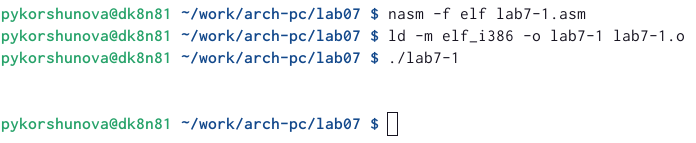 pykorshunova@dk8n81 ~/work/arch-pc/lab07 $ nasm -f elf lab7-1.asm
pykorshunova@dk8n81 ~/work/arch-pc/lab07 $ ld -m elf_i386 -o lab7-1 lab7-1.o
pykorshunova@dk8n81 ~/work/arch-pc/lab07 $ ./lab7-1
pykorshunova@dk8n81 ~/work/arch-pc/lab07 $